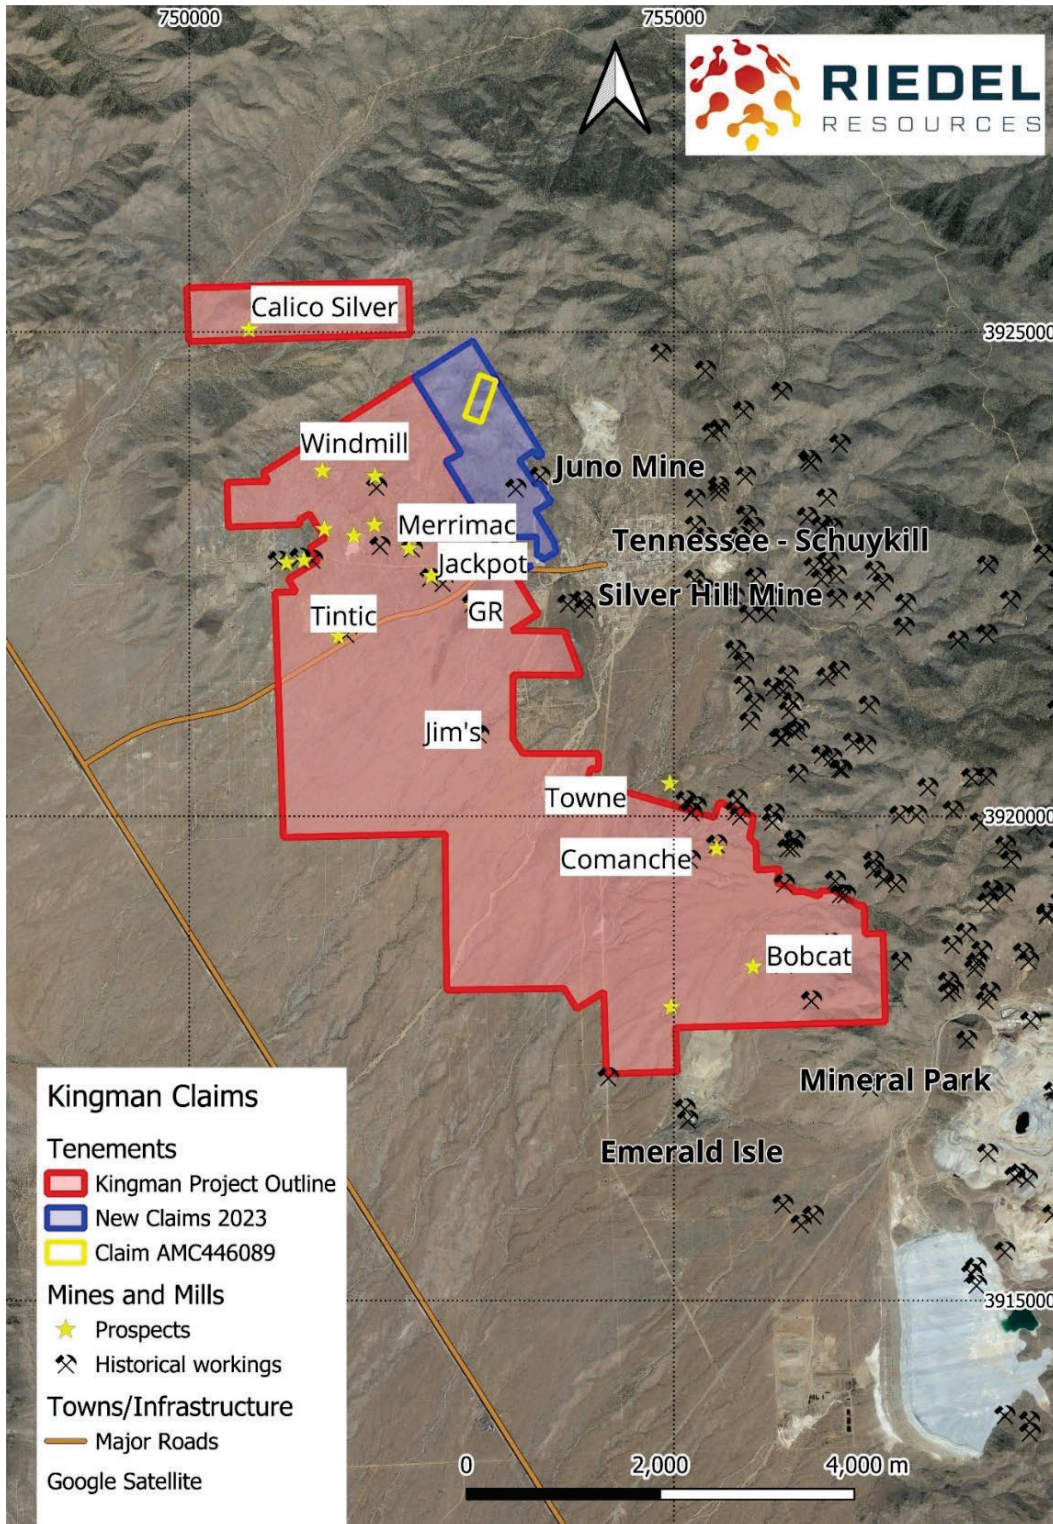 750000
755000
RIEDEL
RESOURCES
Calico Silver
3925000
Windmill
Juno Mine
Merrimac
Tennessee - Schuykill
Jackpot
Silver Hill Mine
GR
Tintic
Jim's
Towne
3920000
Comanche
Bobcat
Mineral Park
Emerald Isle
Kingman Claims
Tenements
Kingman Project Outline
New Claims 2023
Claim AMC446089
Mines and Mills
Prospects
Historical workings
Towns/Infrastructure
Major Roads
Google Satellite
3915000
0
2,000
4,000 m